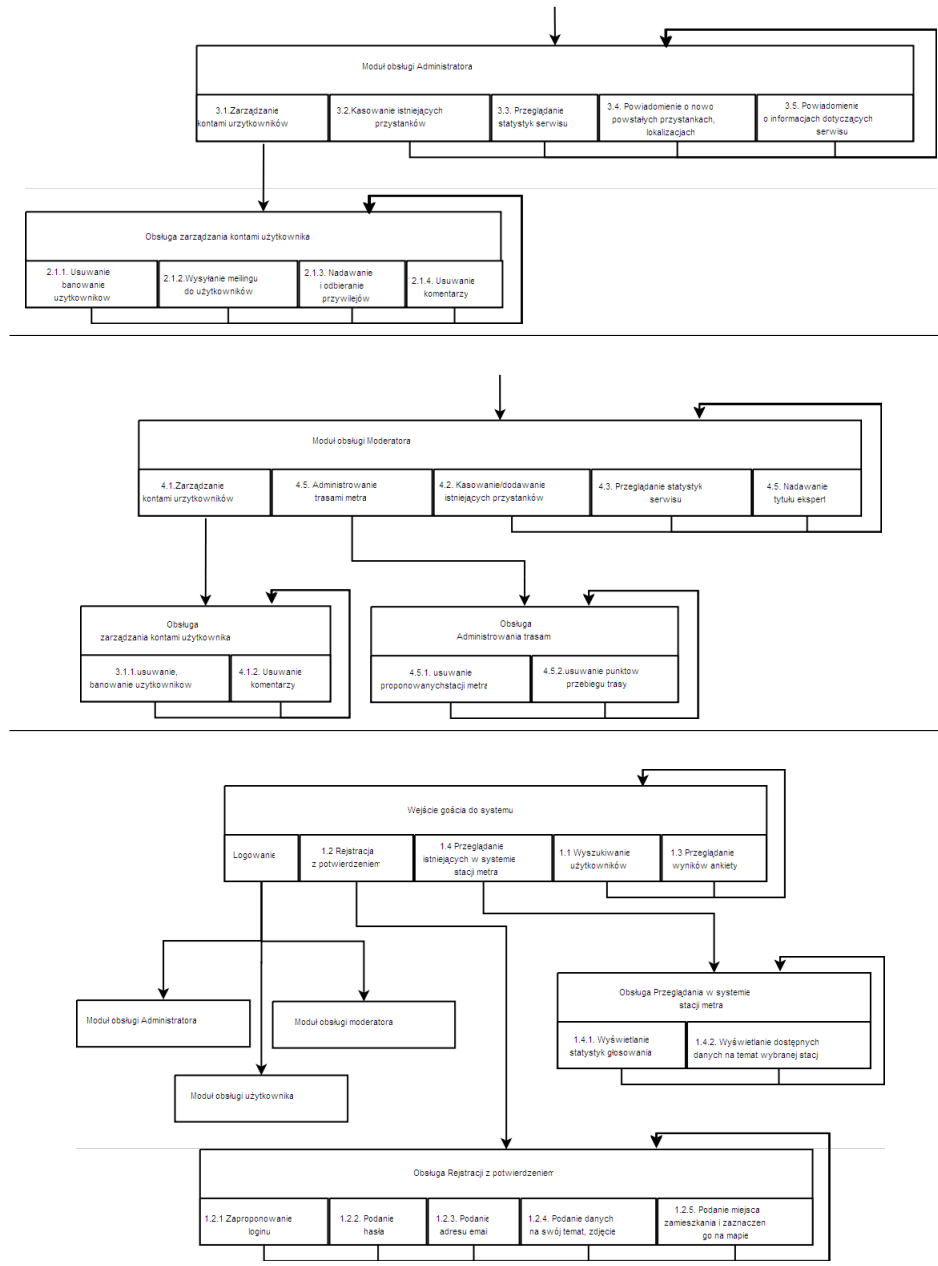 Moduł obsługi Administratora
3.1.Zarządzanie
kontami urzytkowników
3.2.Kasowanie istniejących
przystanków
3.3. Przeglądanie
statystyk serwisu
3.4. Powiadomienie o nowo
powstałych przystankach,
lokalizacjach
3.5. Powiadomienie
o informacjach dotyczących
serwisu
Obsługa zarządzania kontami użytkownika
2.1.1. Usuwanie
banowanie
uzytkownikow
2.1.2.Wysyłanie meilingu
do użytkowników
2.1.3. Nadawanie
i odbieranie
przywilejów
2.1.4. Usuwanie
komentarzy
Moduł obsługi Moderatora
4.1.Zarządzanie
kontami urzytkowników
4.5. Administrowanie
trasami metra
4.2. Kasowanie/dodawanie
istniejących przystanków
4.3. Przeglądanie statystyk
serwisu
4.5. Nadawanie
tytułu ekspert
Obsługa
zarządzania kontami użytkownika
3.1.1.usuwanie,
banowanie uzytkownikow
4.1.2. Usuwanie
komentarzy
Obsługa
Administrowania trasam
4.5.1. usuwanie
proponowanychstacji metra
4.5.2.usuwanie punktow
przebiegu trasy
Wejście gościa do systemu
Logowanie
1.2 Rejstracja
z potwierdzeniem
1.4 Przeglądanie
istniejących w systemie
stacji metra
1.1 Wyszukiwanie
użytkowników
1.3 Przeglądanie
wyników ankiety
Moduł obsługi Administratora
Moduł obsługi moderatora
Moduł obsługi użytkownika
Obsługa Przeglądania w systemie
stacji metra
1.4.1. Wyświetlanie
statystyk głosowania
1.4.2. Wyświetlanie dostępnych
danych na temat wybranej stacj
Obsługa Rejstracji z potwierdzeniem
1.2.1 Zaproponowanie
loginu
1.2.2. Podanie
hasła
1.2.3. Podanie
adresu emai
1.2.4. Podanie danych
na swój temat, zdjęcie
1.2.5. Podanie miejsca
zamieszkania i zaznaczen
go na mapie